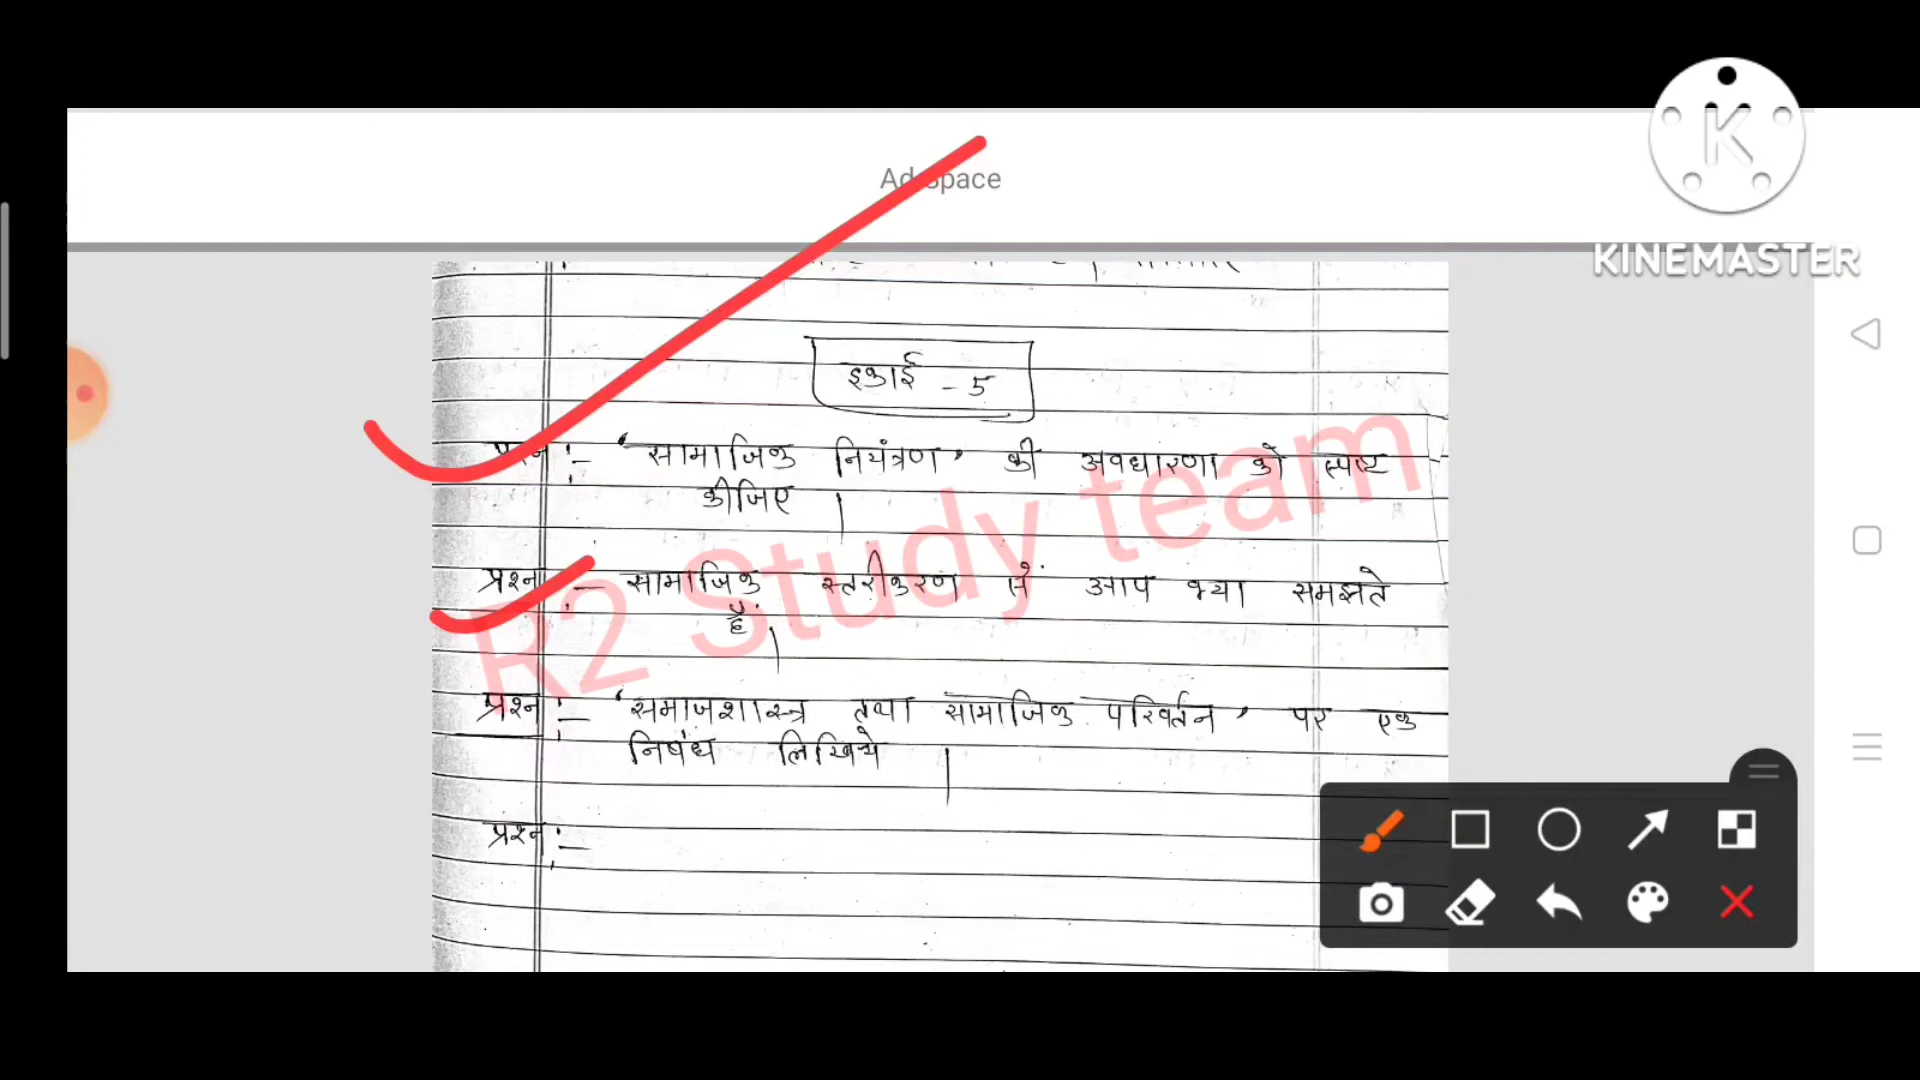 Ad Space
KINEMASTER
इकाई - 5
प्रश्न :- 'सामाजिक नियंत्रण' की अवधारणा को स्पष्ट
कीजिए |
प्रश्न :- सामाजिक स्तरीकरण से आप क्या समझते
हैं |
प्रश्न :- 'समाजशास्त्र तथा सामाजिक परिवर्तन' पर एक
निबंध लिखिये |
प्रश्न :-
R2 Study team